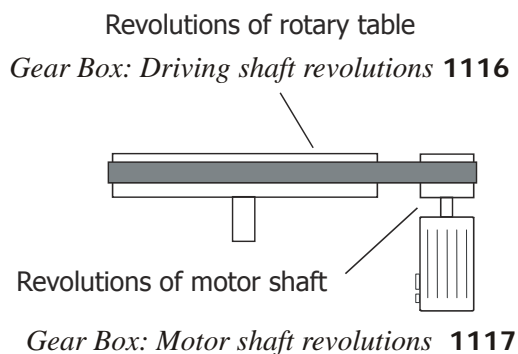 Revolutions of rotary table
Gear Box: Driving shaft revolutions 1116
Revolutions of motor shaft
Gear Box: Motor shaft revolutions 1117